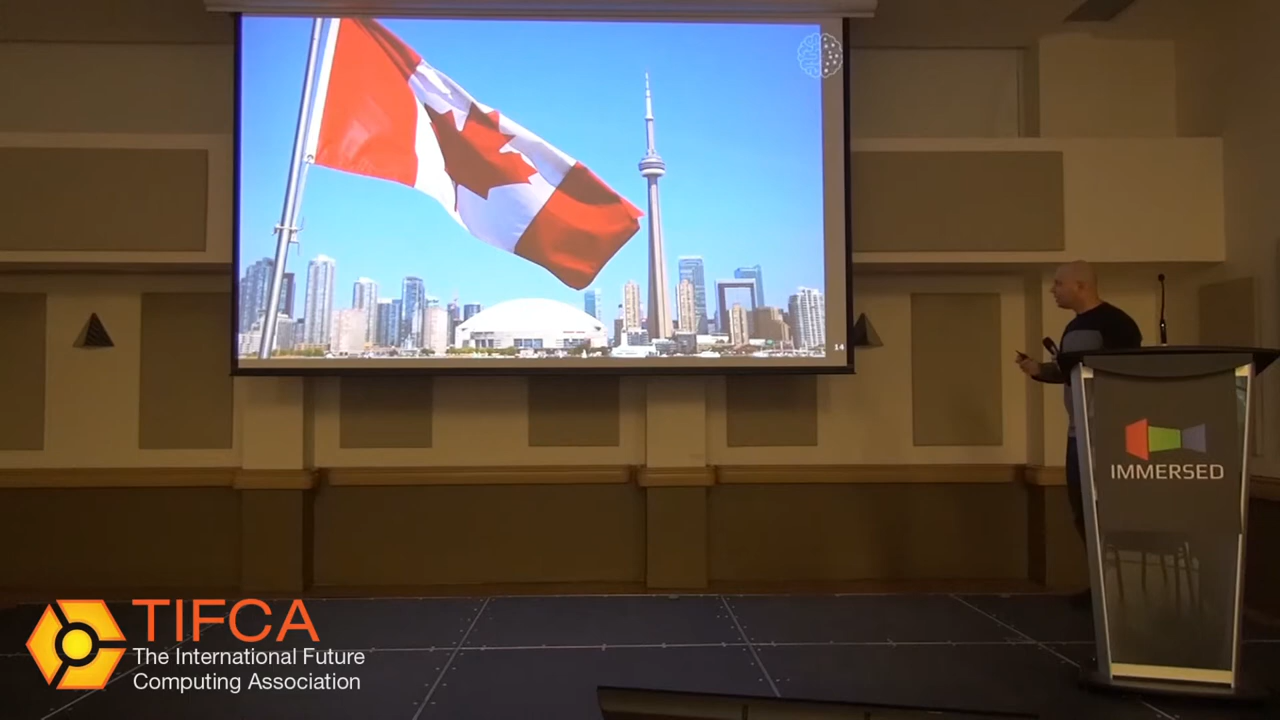 14
IMMERSED
TIFCA
The International Future
Computing Association